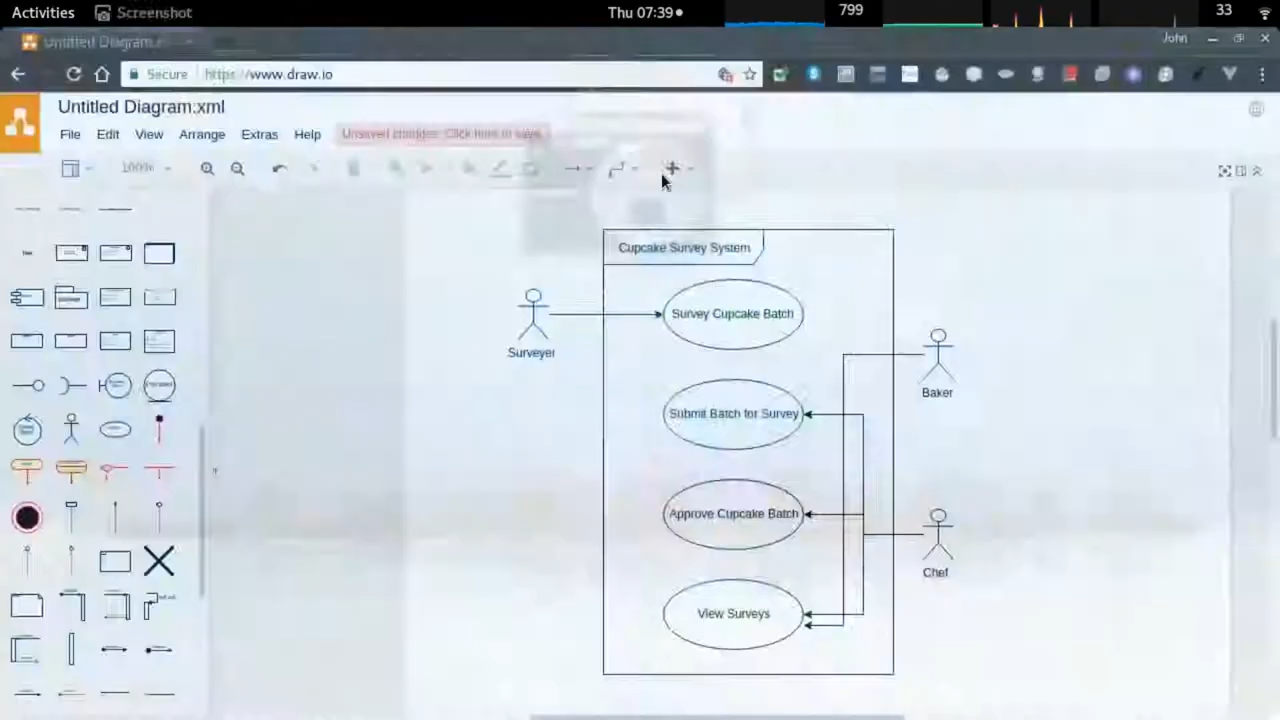 Activities
Screenshot
Thu 07:39
799
33
Untitled Diagram.
John
Secure
https://www.draw.io
Untitled Diagram.xml
File
Edit
View
Arrange
Extras
Help
Unsaved changes. Click here to save.
100%
Cupcake Survey System
Survey Cupcake Batch
Surveyer
Baker
Submit Batch for Survey
Approve Cupcake Batch
Chef
View Surveys